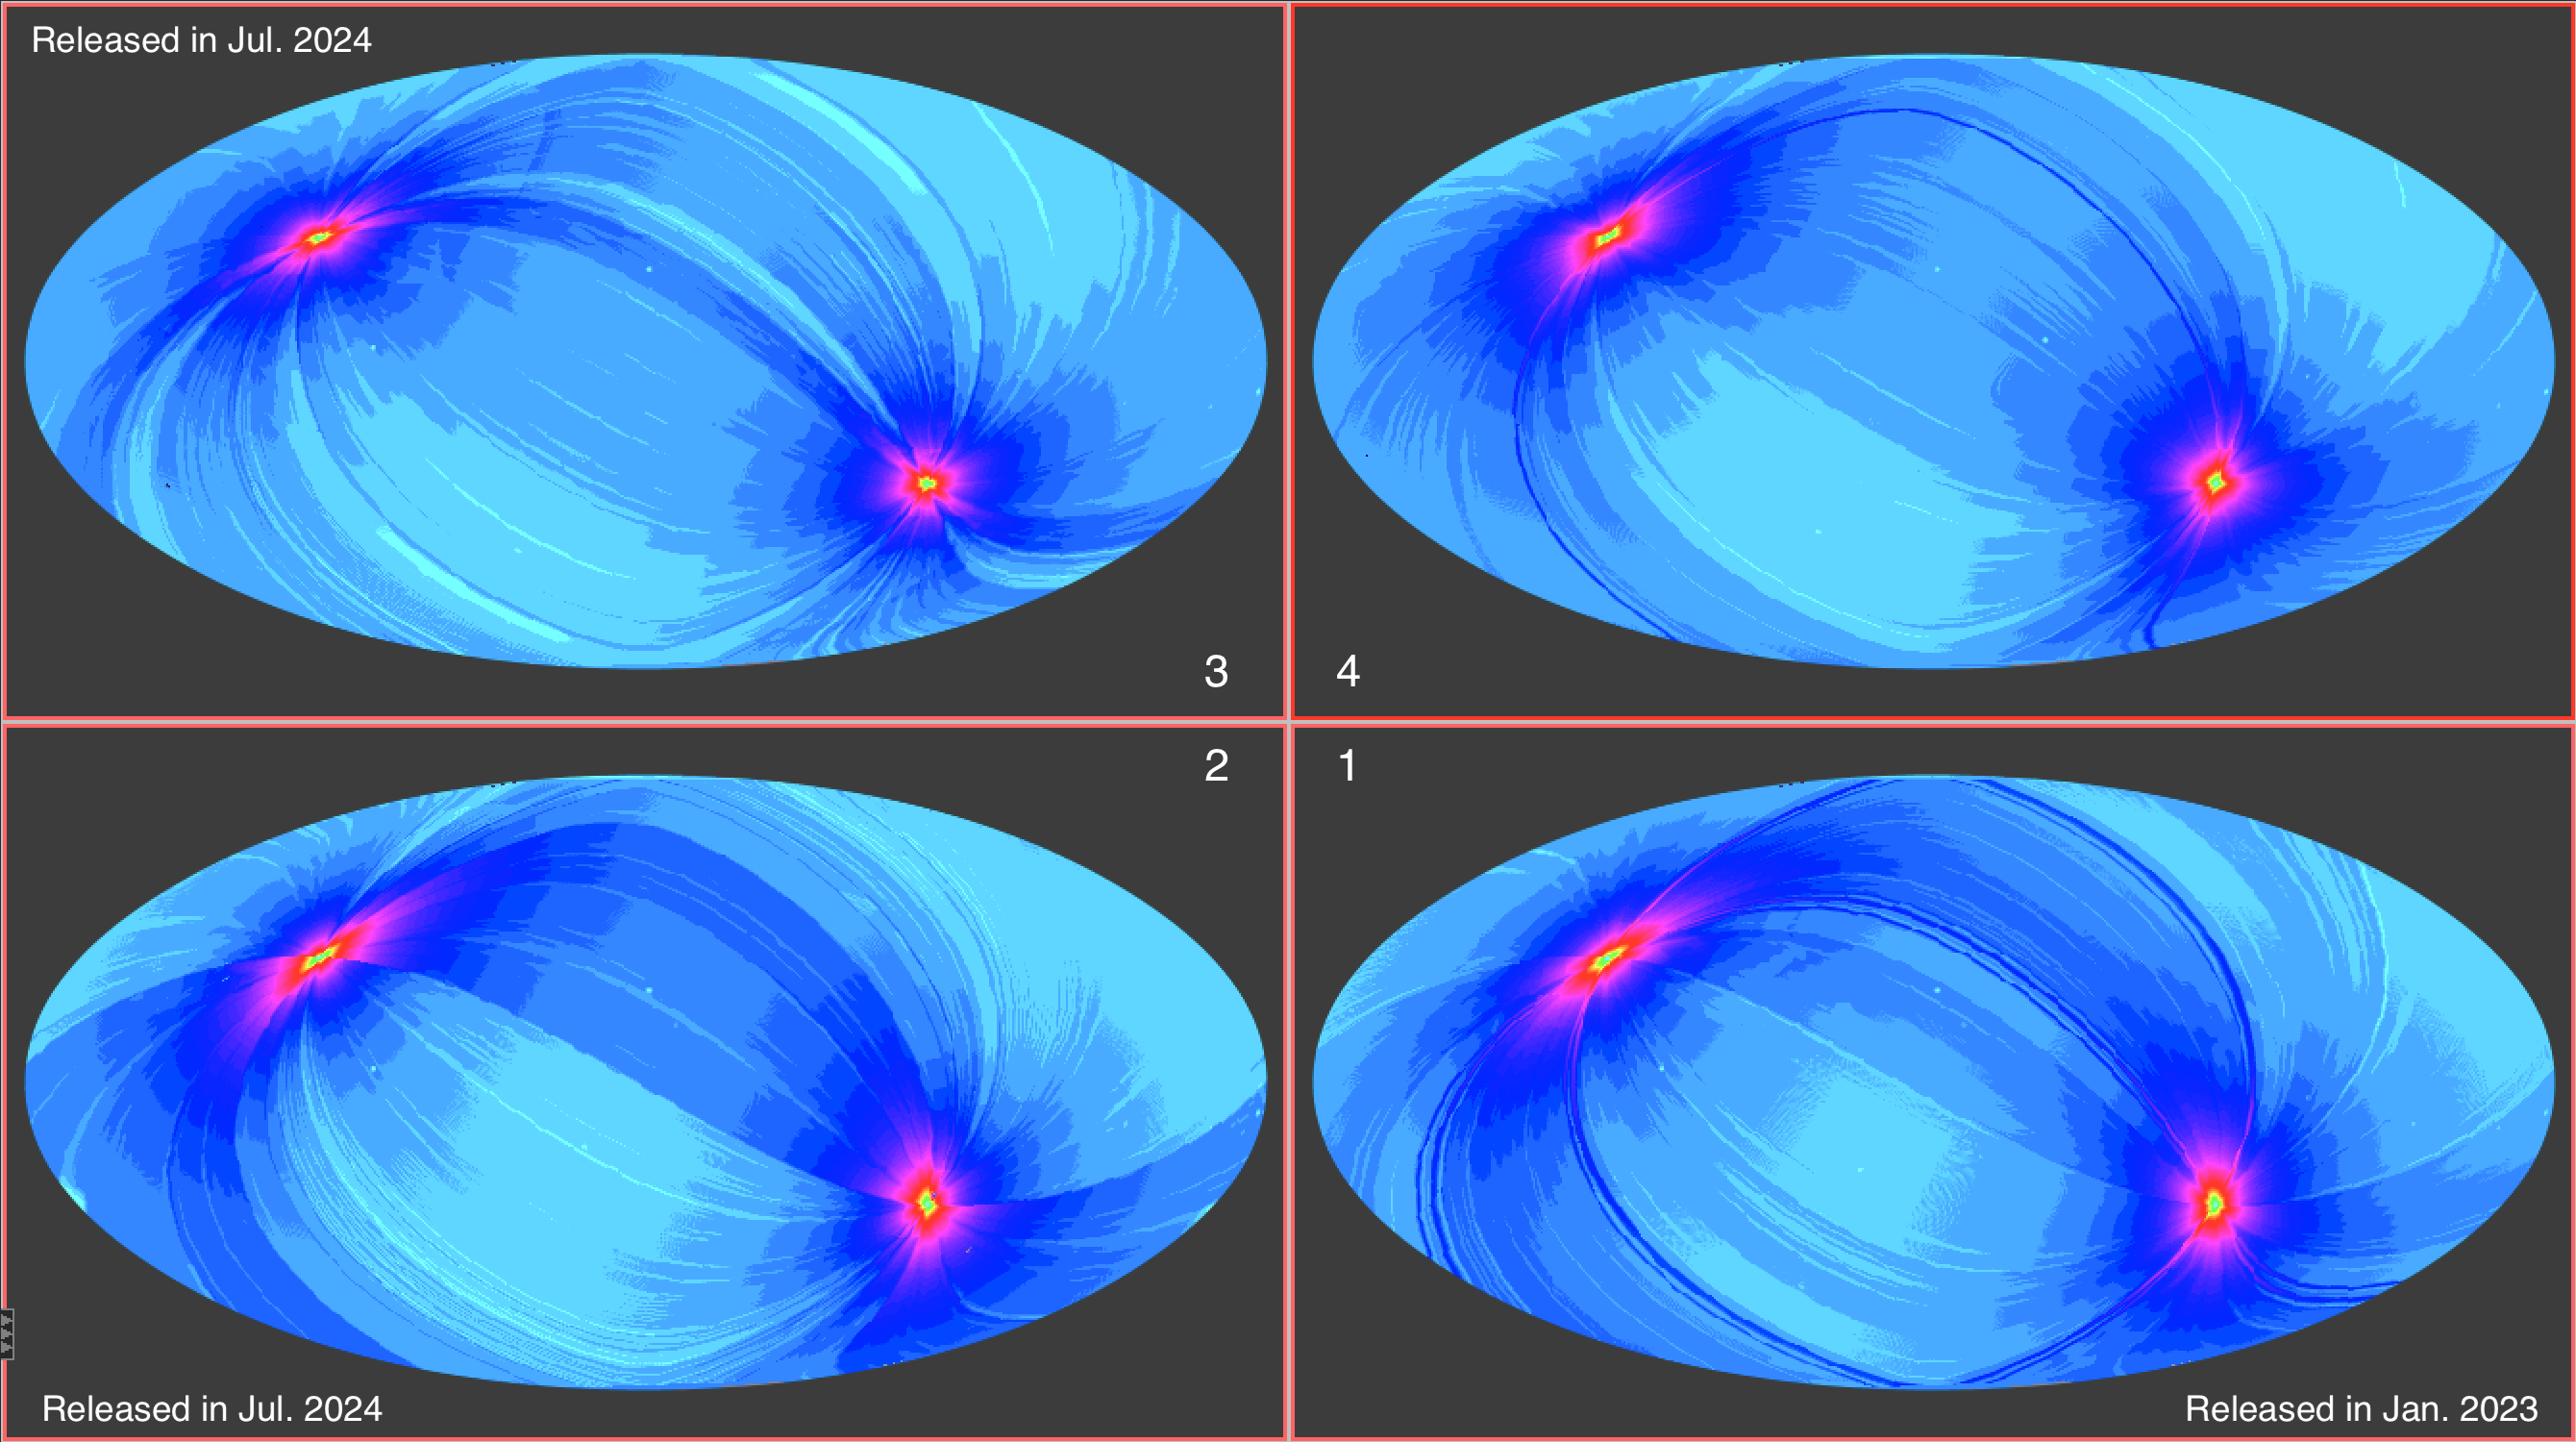 Released in Jul. 2024
3
4
2
1
Released in Jul. 2024
Released in Jan. 2023